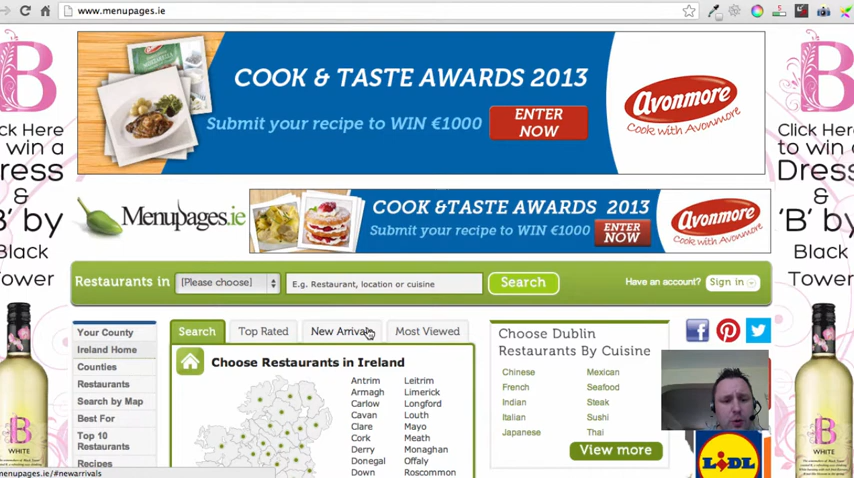 www.menupages.ie
COOK & TASTE AWARDS 2013
Submit your recipe to WIN €1000
ENTER
NOW
avonmore
Cook with Avonmore
B
ck Here
to win a
Dress
&
'B' by
Black
Tower
B
Click Here
to win a
Dress
&
'B' by
Black
Tower
Menupages.ie
COOK &TASTE AWARDS 2013
Submit your recipe to WIN €1000
ENTER
NOW
avonmore
Cook with Avonmore
Restaurants in
[Please choose]
E.g. Restaurant, location or cuisine
Search
Have an account?
Sign in
Your County
Ireland Home
Counties
Restaurants
Search by Map
Best For
Top 10
Restaurants
Recipes
Search
Top Rated
New Arrivals
Most Viewed
Choose Restaurants in Ireland
Antrim
Armagh
Carlow
Cavan
Clare
Cork
Derry
Donegal
Down
Leitrim
Limerick
Longford
Louth
Mayo
Meath
Monaghan
Offaly
Roscommon
Choose Dublin
Restaurants By Cuisine
Chinese
French
Indian
Italian
Japanese
Mexican
Seafood
Steak
Sushi
Thai
View more
LIDL
B
WHITE
B
WHITE
menupages.ie/#newarrivals